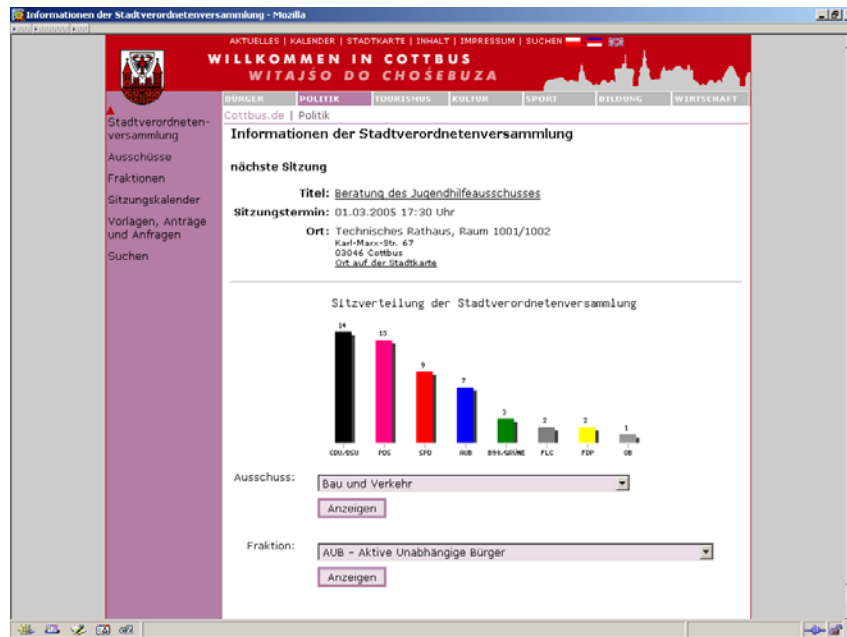 Informationen der Stadtverordnetenversammlung - Mozilla
AKTUELLES | KALENDER | STADTKARTE | INHALT | IMPRESSUM | SUCHEN
WILLKOMMEN IN COTTBUS
WITAJŚO DO CHOŚEBUZA
BÜRGER POLITIK TOURISMUS KULTUR SPORT BILDUNG WIRTSCHAFT
Cottbus.de | Politik
Stadtverordneten-
versammlung
Ausschüsse
Fraktionen
Sitzungskalender
Vorlagen, Anträge
und Anfragen
Suchen
Informationen der Stadtverordnetenversammlung
nächste Sitzung
Titel: Beratung des Jugendhilfeausschusses
Sitzungstermin: 01.03.2005 17:30 Uhr
Ort: Technisches Rathaus, Raum 1001/1002
Karl-Marx-Str. 67
03046 Cottbus
Ort auf der Stadtkarte
Sitzverteilung der Stadtverordnetenversammlung
14 13 9 7 3 2 2 1
CDU/DSU PDS SPD AUB B90/GRÜNE FLC FDP OB
Ausschuss: Bau und Verkehr
Anzeigen
Fraktion: AUB - Aktive Unabhängige Bürger
Anzeigen